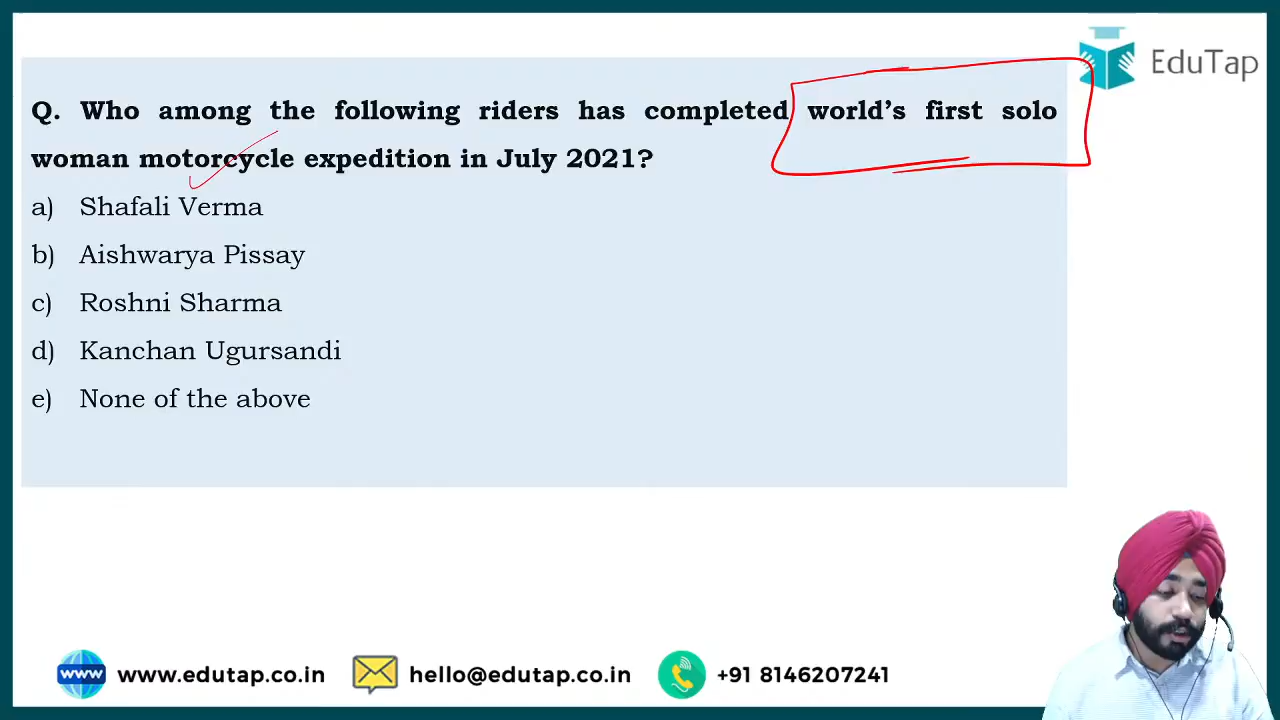 EduTap
Q. Who among the following riders has completed world’s first solo
woman motorcycle expedition in July 2021?
a) Shafali Verma
b) Aishwarya Pissay
c) Roshni Sharma
d) Kanchan Ugursandi
e) None of the above
www www.edutap.co.in hello@edutap.co.in +91 8146207241